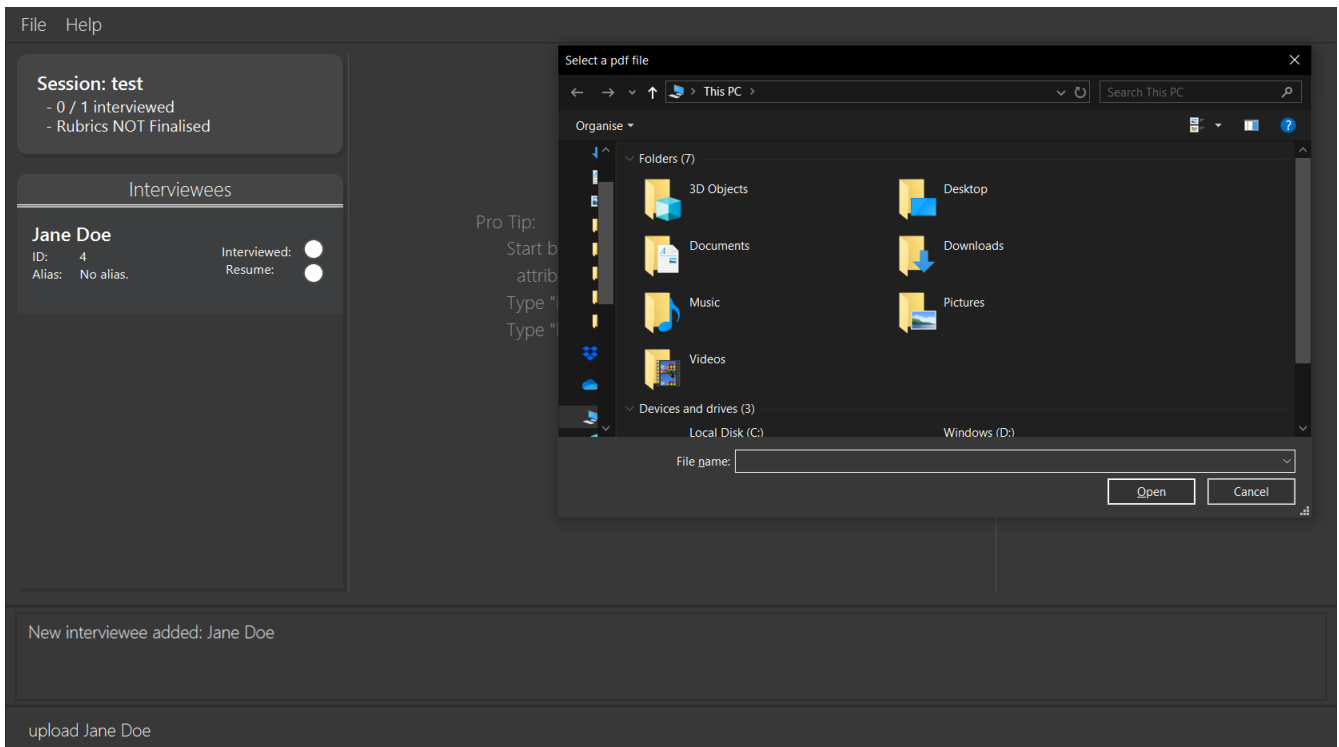 File Help
Session: test
- 0 / 1 interviewed
- Rubrics NOT Finalised
Interviewees
Jane Doe
ID: 4
Alias: No alias.
Interviewed:
Resume:
Pro Tip:
Start b
attrib
Type "
Type "
Select a pdf file
This PC
Search This PC
Organise
Folders (7)
3D Objects
Desktop
Documents
Downloads
Music
Pictures
Videos
Devices and drives (3)
Local Disk (C:)
Windows (D:)
File name:
Open
Cancel
New interviewee added: Jane Doe
upload Jane Doe